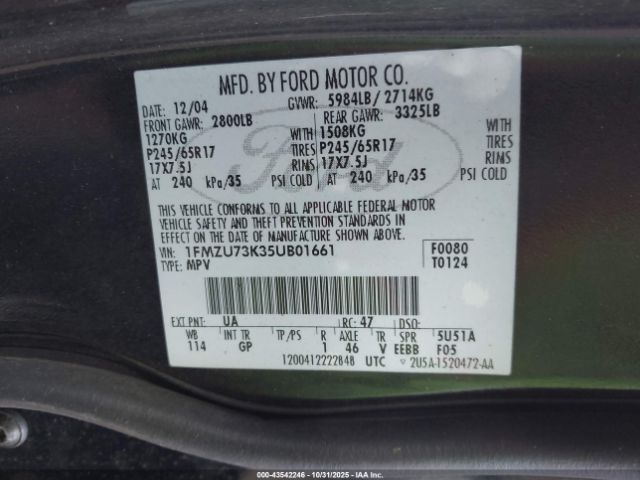 MFD. BY FORD MOTOR CO.
DATE: 12/04 GVWR: 5984LB/ 2714KG
FRONT GAWR: 2800LB REAR GAWR: 3325LB
1270KG 1508KG
P245/65R17 TIRES P245/65R17 TIRES
17X7.5J RIMS 17X7.5J RIMS
AT 240 kPa/35 PSI COLD AT 240 kPa/35 PSI COLD
THIS VEHICLE CONFORMS TO ALL APPLICABLE FEDERAL MOTOR
VEHICLE SAFETY AND THEFT PREVENTION STANDARDS IN
EFFECT ON THE DATE OF MANUFACTURE SHOWN ABOVE.
VIN: 1FMZU73K35UB01661 F0080
TYPE: MPV T0124
EXT PNT: UA RC: 47 DSO:
WB INT TR TP/PS R AXLE TR SPR 5U51A
114 GP 1 46 V EEBB F05
Ford
1200412222848 UTC 2U5A-1520472-AA
© IAAI 2025 - 43542246 - 10/31/2025 - IAAI.COM